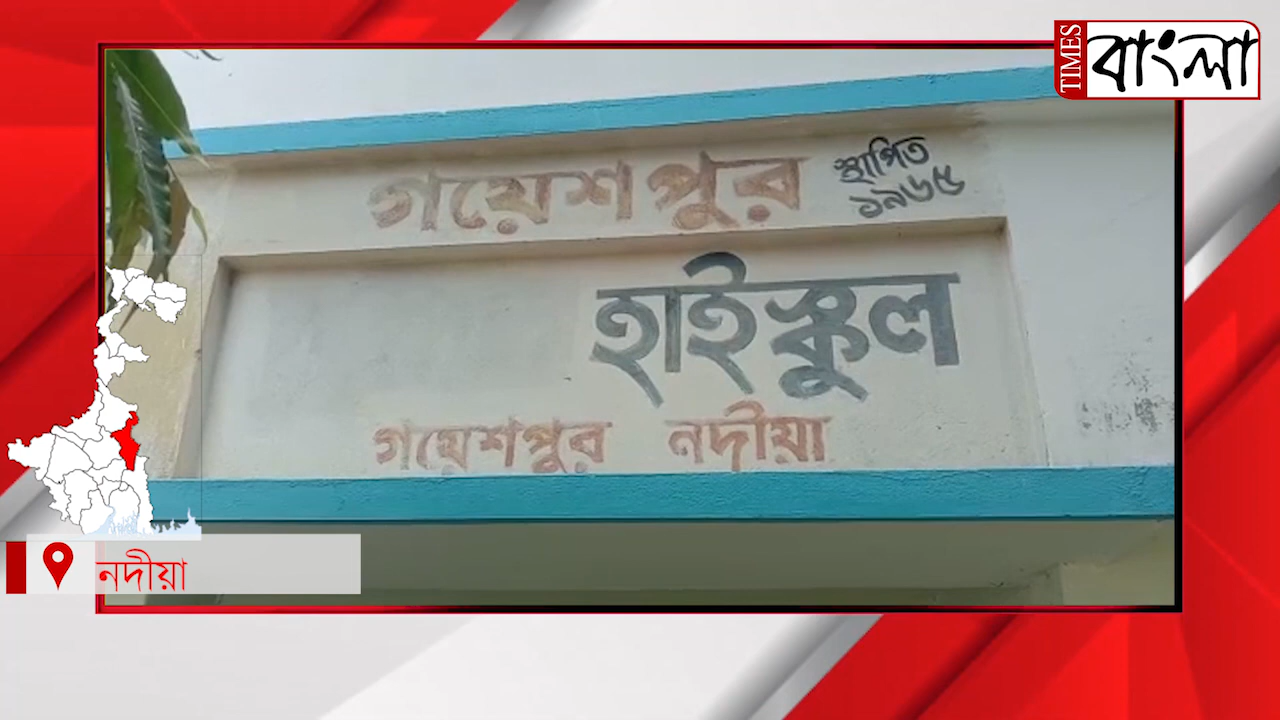 TIMES বাংলা
গয়েশপুর স্থাপিত
১৯৬৫
হাইস্কুল
গয়েশপুর নদীয়া
নদীয়া